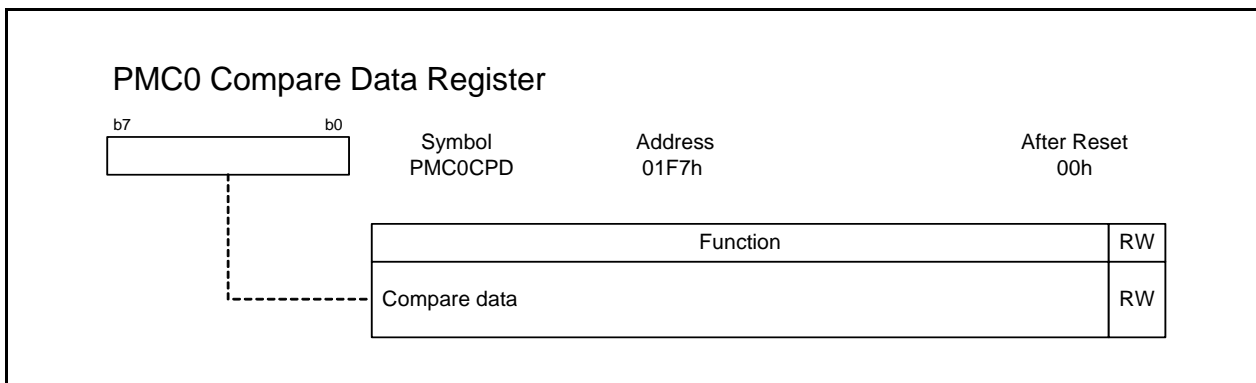 PMC0 Compare Data Register
b7 b0
Symbol Address After Reset
PMC0CPD 01F7h 00h
Function RW
Compare data RW